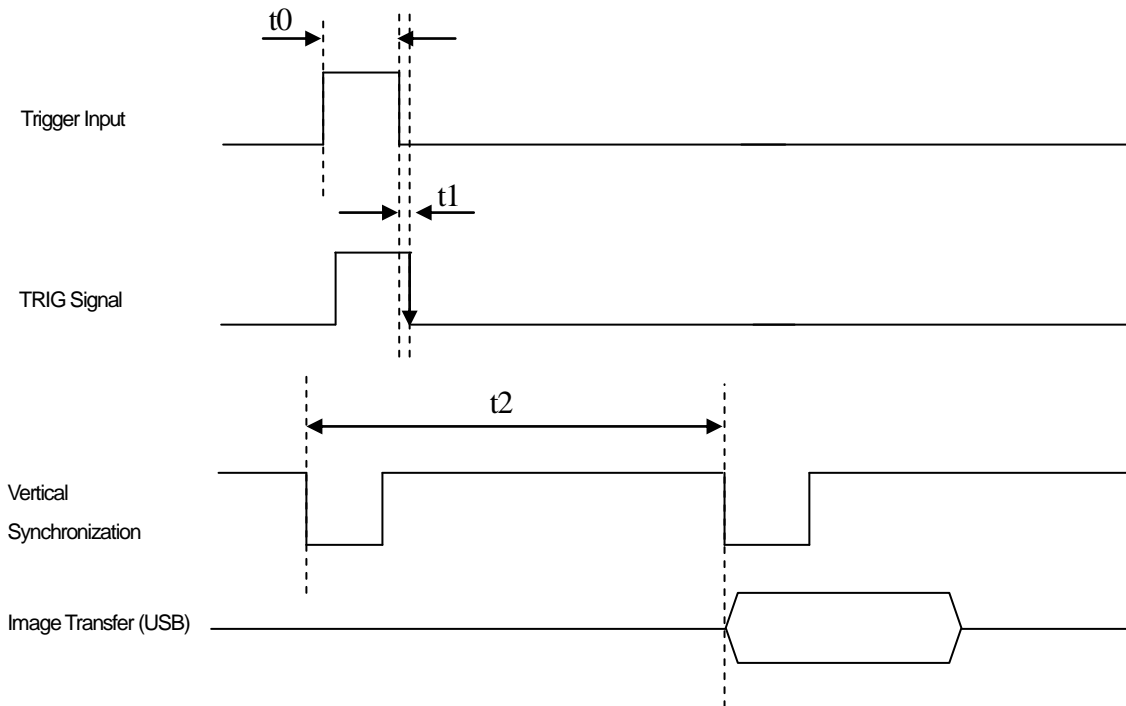 t0
Trigger Input
t1
TRIG Signal
t2
Vertical
Synchronization
Image Transfer (USB)